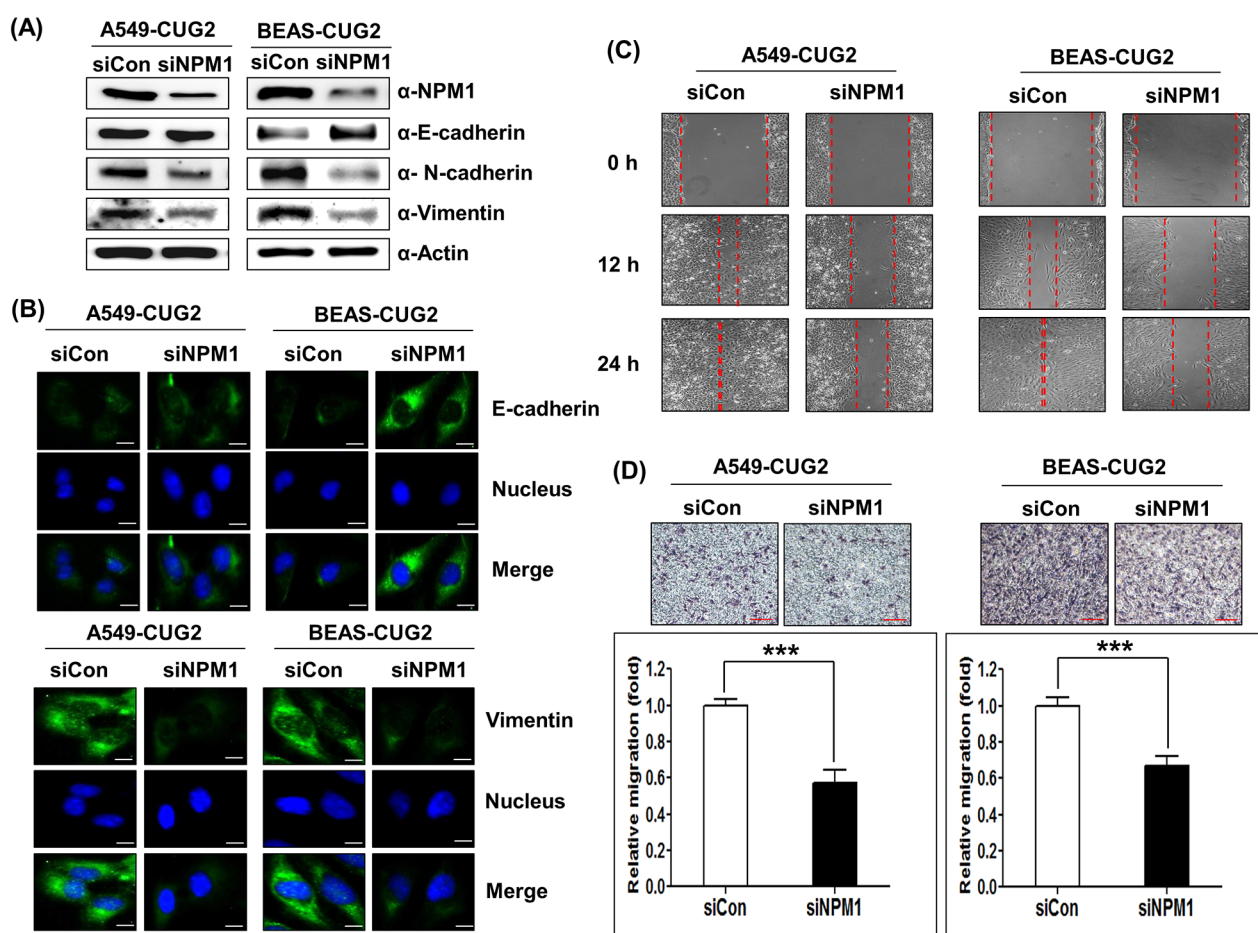 (A)
A549-CUG2 BEAS-CUG2
siCon siNPM1 siCon siNPM1
α-NPM1
α-E-cadherin
α- N-cadherin
α-Vimentin
α-Actin
(B)
A549-CUG2 BEAS-CUG2
siCon siNPM1 siCon siNPM1
E-cadherin
Nucleus
Merge
A549-CUG2 BEAS-CUG2
siCon siNPM1 siCon siNPM1
Vimentin
Nucleus
Merge
(C)
A549-CUG2 BEAS-CUG2
siCon siNPM1 siCon siNPM1
0 h
12 h
24 h
(D)
A549-CUG2 BEAS-CUG2
siCon siNPM1 siCon siNPM1
Relative migration (fold)
1.2
1.0
0.8
0.6
0.4
0.2
0.0
***
siCon siNPM1
Relative migration (fold)
1.2
1.0
0.8
0.6
0.4
0.2
0.0
***
siCon siNPM1